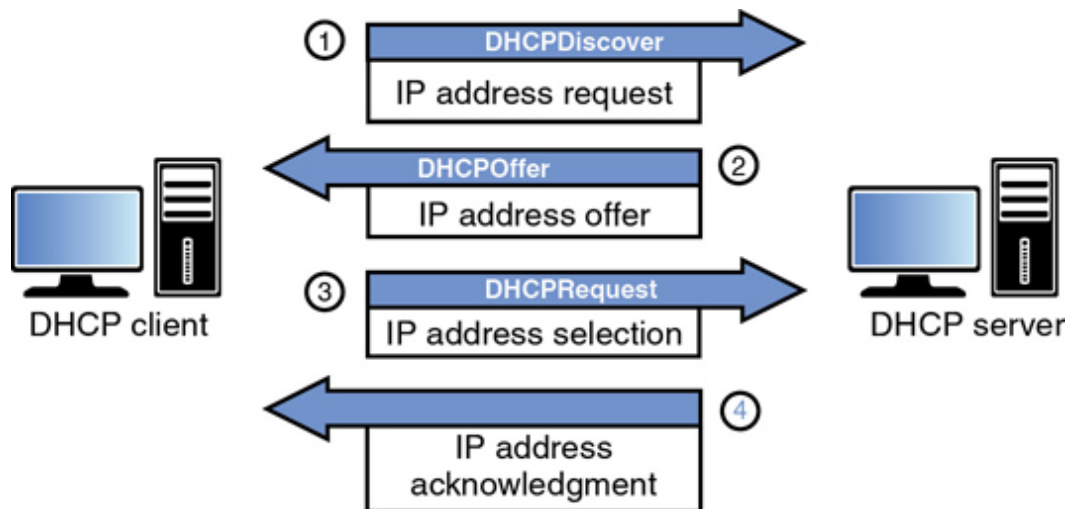 1
DHCPDiscover
IP address request
DHCPOffer
2
IP address offer
3
DHCPRequest
IP address selection
DHCP client
DHCP server
4
IP address
acknowledgment